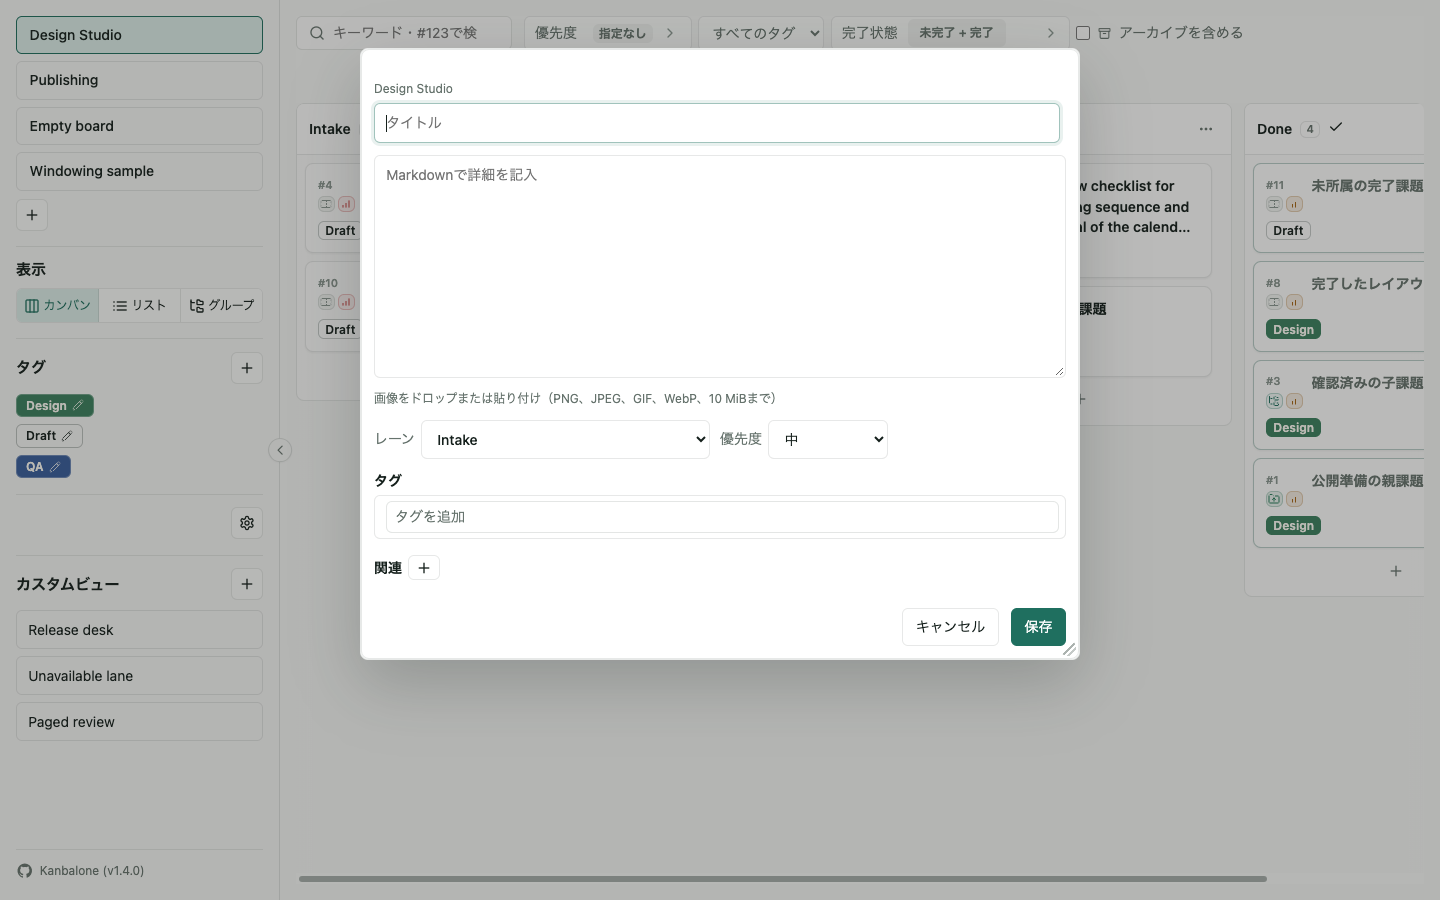 Design Studio
Publishing
Empty board
Windowing sample
表示
カンバン
リスト
グループ
タグ
Design
Draft
QA
カスタムビュー
Release desk
Unavailable lane
Paged review
Kanbalone (v1.4.0)
キーワード・#123で検
優先度 指定なし
すべてのタグ
完了状態 未完了 + 完了
アーカイブを含める
Intake
#4
Draft
#10
Draft
Design Studio
タイトル
Markdownで詳細を記入
画像をドロップまたは貼り付け（PNG、JPEG、GIF、WebP、10 MiBまで）
レーン Intake 優先度 中
タグ
タグを追加
関連
キャンセル 保存
w checklist for
ng sequence and
al of the calend...
課題
Done 4
#11 未所属の完了課題
Draft
#8 完了したレイアウ
Design
#3 確認済みの子課題
Design
#1 公開準備の親課題
Design